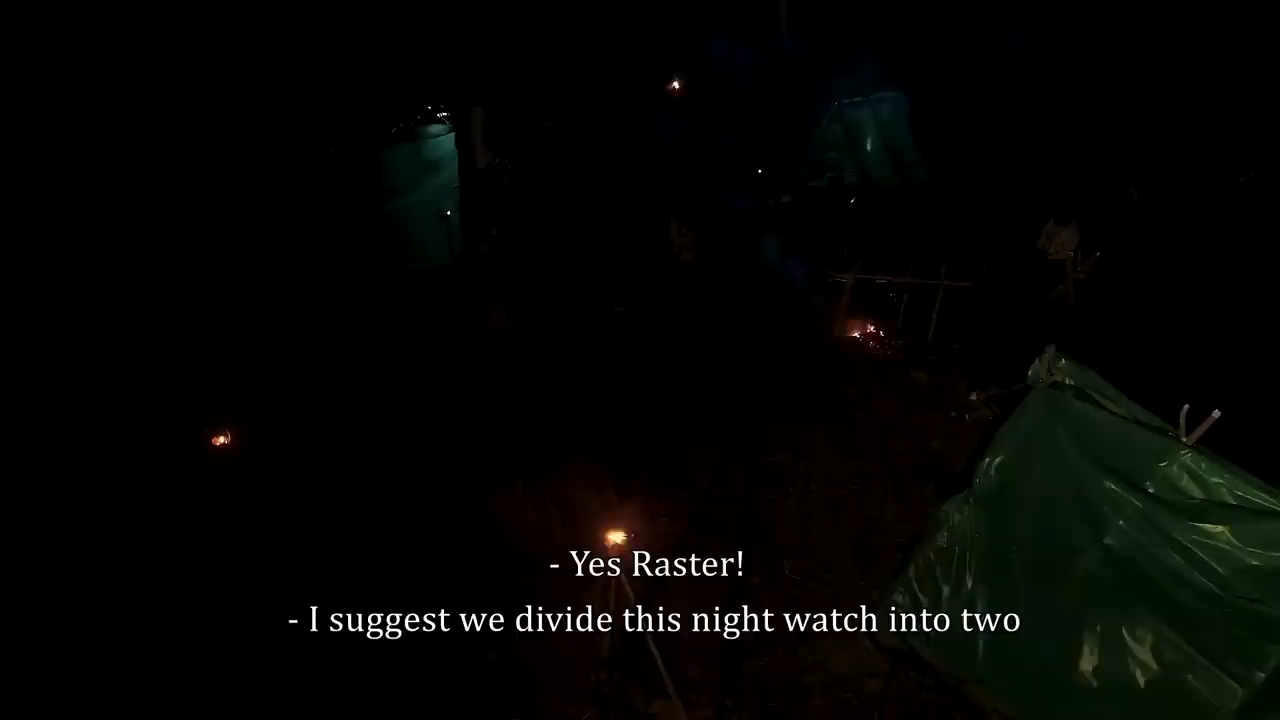 - Yes Raster!
- I suggest we divide this night watch into two